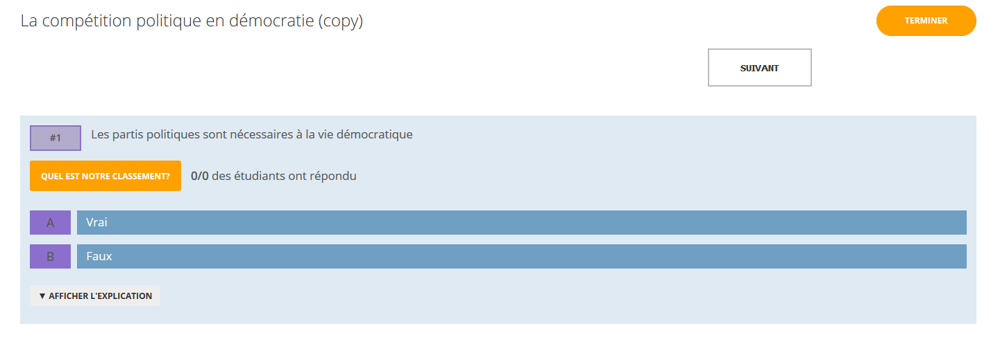 La compétition politique en démocratie (copy)
TERMINER
SUIVANT
#1 Les partis politiques sont nécessaires à la vie démocratique
QUEL EST NOTRE CLASSEMENT? 0/0 des étudiants ont répondu
A Vrai
B Faux
▼ AFFICHER L'EXPLICATION